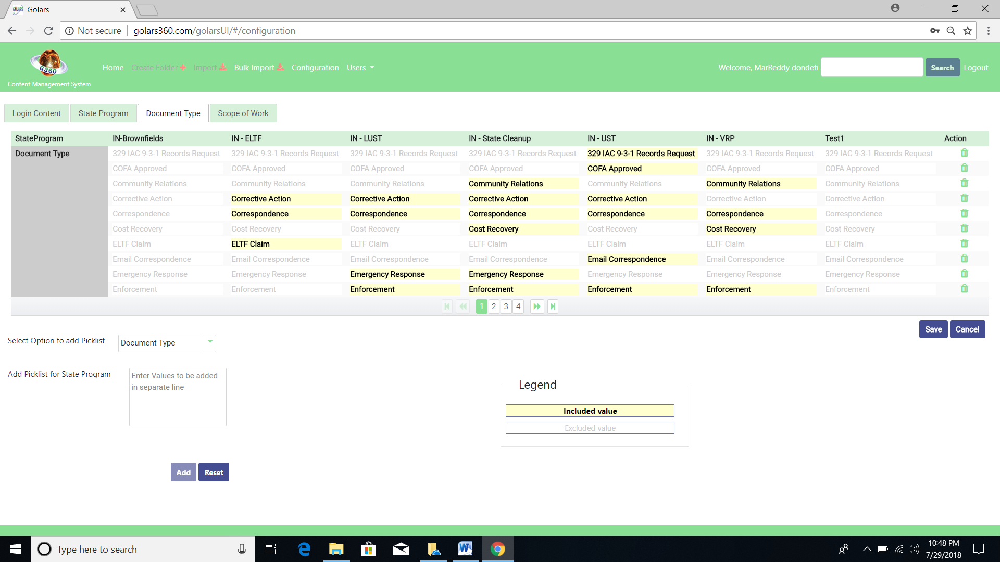 Golars
Not secure golars360.com/golarsUI/#/configuration
G360
Content Management System
Home Create Folder Import Bulk Import Configuration Users
Welcome, MarReddy dondeti Search Logout
Login Content State Program Document Type Scope of Work
StateProgram IN-Brownfields IN - ELTF IN - LUST IN - State Cleanup IN - UST IN - VRP Test1 Action
Document Type 329 IAC 9-3-1 Records Request 329 IAC 9-3-1 Records Request 329 IAC 9-3-1 Records Request 329 IAC 9-3-1 Records Request 329 IAC 9-3-1 Records Request 329 IAC 9-3-1 Records Request 329 IAC 9-3-1 Records Request
COFA Approved COFA Approved COFA Approved COFA Approved COFA Approved COFA Approved COFA Approved
Community Relations Community Relations Community Relations Community Relations Community Relations Community Relations Community Relations
Corrective Action Corrective Action Corrective Action Corrective Action Corrective Action Corrective Action Corrective Action
Correspondence Correspondence Correspondence Correspondence Correspondence Correspondence Correspondence
Cost Recovery Cost Recovery Cost Recovery Cost Recovery Cost Recovery Cost Recovery Cost Recovery
ELTF Claim ELTF Claim ELTF Claim ELTF Claim ELTF Claim ELTF Claim ELTF Claim
Email Correspondence Email Correspondence Email Correspondence Email Correspondence Email Correspondence Email Correspondence Email Correspondence
Emergency Response Emergency Response Emergency Response Emergency Response Emergency Response Emergency Response Emergency Response
Enforcement Enforcement Enforcement Enforcement Enforcement Enforcement Enforcement
1 2 3 4
Save Cancel
Select Option to add Picklist Document Type
Add Picklist for State Program Enter Values to be added
in separate line
Legend
Included value
Excluded value
Add Reset
Type here to search
10:48 PM
7/29/2018